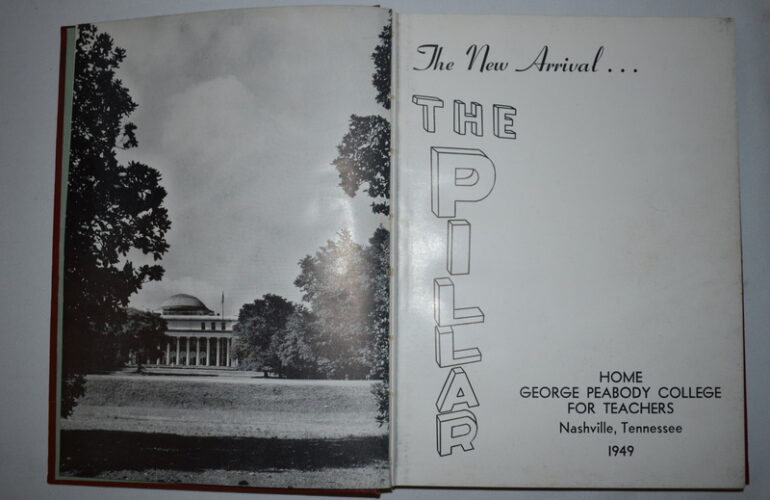 The New Arrival...
THE
PILLAR
HOME
GEORGE PEABODY COLLEGE
FOR TEACHERS
Nashville, Tennessee
1949